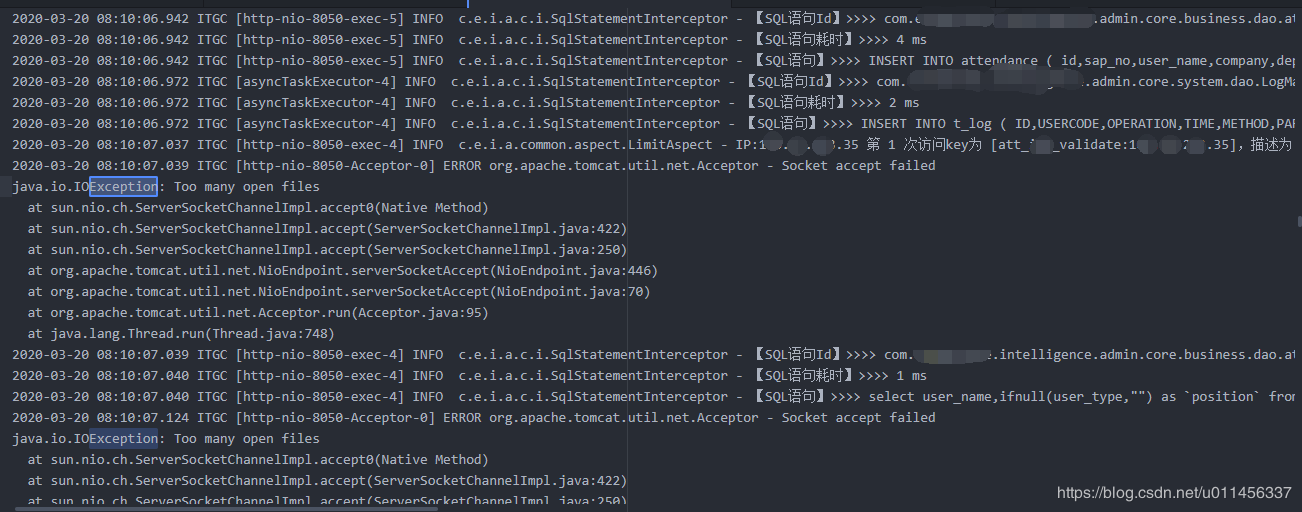 2020-03-20 08:10:06.942 ITGC [http-nio-8050-exec-5] INFO  c.e.i.a.c.i.SqlStatementInterceptor - 【SQL语句Id】>>>> com. .admin.core.business.dao.at
2020-03-20 08:10:06.942 ITGC [http-nio-8050-exec-5] INFO  c.e.i.a.c.i.SqlStatementInterceptor - 【SQL语句耗时】>>>> 4 ms
2020-03-20 08:10:06.942 ITGC [http-nio-8050-exec-5] INFO  c.e.i.a.c.i.SqlStatementInterceptor - 【SQL语句】>>>> INSERT INTO attendance ( id,sap_no,user_name,company,dep
2020-03-20 08:10:06.972 ITGC [asyncTaskExecutor-4] INFO  c.e.i.a.c.i.SqlStatementInterceptor - 【SQL语句Id】>>>> com. .admin.core.system.dao.LogMa
2020-03-20 08:10:06.972 ITGC [asyncTaskExecutor-4] INFO  c.e.i.a.c.i.SqlStatementInterceptor - 【SQL语句耗时】>>>> 2 ms
2020-03-20 08:10:06.972 ITGC [asyncTaskExecutor-4] INFO  c.e.i.a.c.i.SqlStatementInterceptor - 【SQL语句】>>>> INSERT INTO t_log ( ID,USERCODE,OPERATION,TIME,METHOD,PAR
2020-03-20 08:10:07.037 ITGC [http-nio-8050-exec-4] INFO  c.e.i.a.common.aspect.LimitAspect - IP: .35 第 1 次访问key为 [att_ _validate: .35]，描述为
2020-03-20 08:10:07.039 ITGC [http-nio-8050-Acceptor-0] ERROR org.apache.tomcat.util.net.Acceptor - Socket accept failed
java.io.IOException: Too many open files
at sun.nio.ch.ServerSocketChannelImpl.accept0(Native Method)
at sun.nio.ch.ServerSocketChannelImpl.accept(ServerSocketChannelImpl.java:422)
at sun.nio.ch.ServerSocketChannelImpl.accept(ServerSocketChannelImpl.java:250)
at org.apache.tomcat.util.net.NioEndpoint.serverSocketAccept(NioEndpoint.java:446)
at org.apache.tomcat.util.net.NioEndpoint.serverSocketAccept(NioEndpoint.java:70)
at org.apache.tomcat.util.net.Acceptor.run(Acceptor.java:95)
at java.lang.Thread.run(Thread.java:748)
2020-03-20 08:10:07.039 ITGC [http-nio-8050-exec-4] INFO  c.e.i.a.c.i.SqlStatementInterceptor - 【SQL语句Id】>>>> com. .intelligence.admin.core.business.dao.at
2020-03-20 08:10:07.040 ITGC [http-nio-8050-exec-4] INFO  c.e.i.a.c.i.SqlStatementInterceptor - 【SQL语句耗时】>>>> 1 ms
2020-03-20 08:10:07.040 ITGC [http-nio-8050-exec-4] INFO  c.e.i.a.c.i.SqlStatementInterceptor - 【SQL语句】>>>> select user_name,ifnull(user_type,"") as `position` from
2020-03-20 08:10:07.124 ITGC [http-nio-8050-Acceptor-0] ERROR org.apache.tomcat.util.net.Acceptor - Socket accept failed
java.io.IOException: Too many open files
at sun.nio.ch.ServerSocketChannelImpl.accept0(Native Method)
at sun.nio.ch.ServerSocketChannelImpl.accept(ServerSocketChannelImpl.java:422)
at sun.nio.ch.ServerSocketChannelImpl.accept(ServerSocketChannelImpl.java:250)
https://blog.csdn.net/u011456337